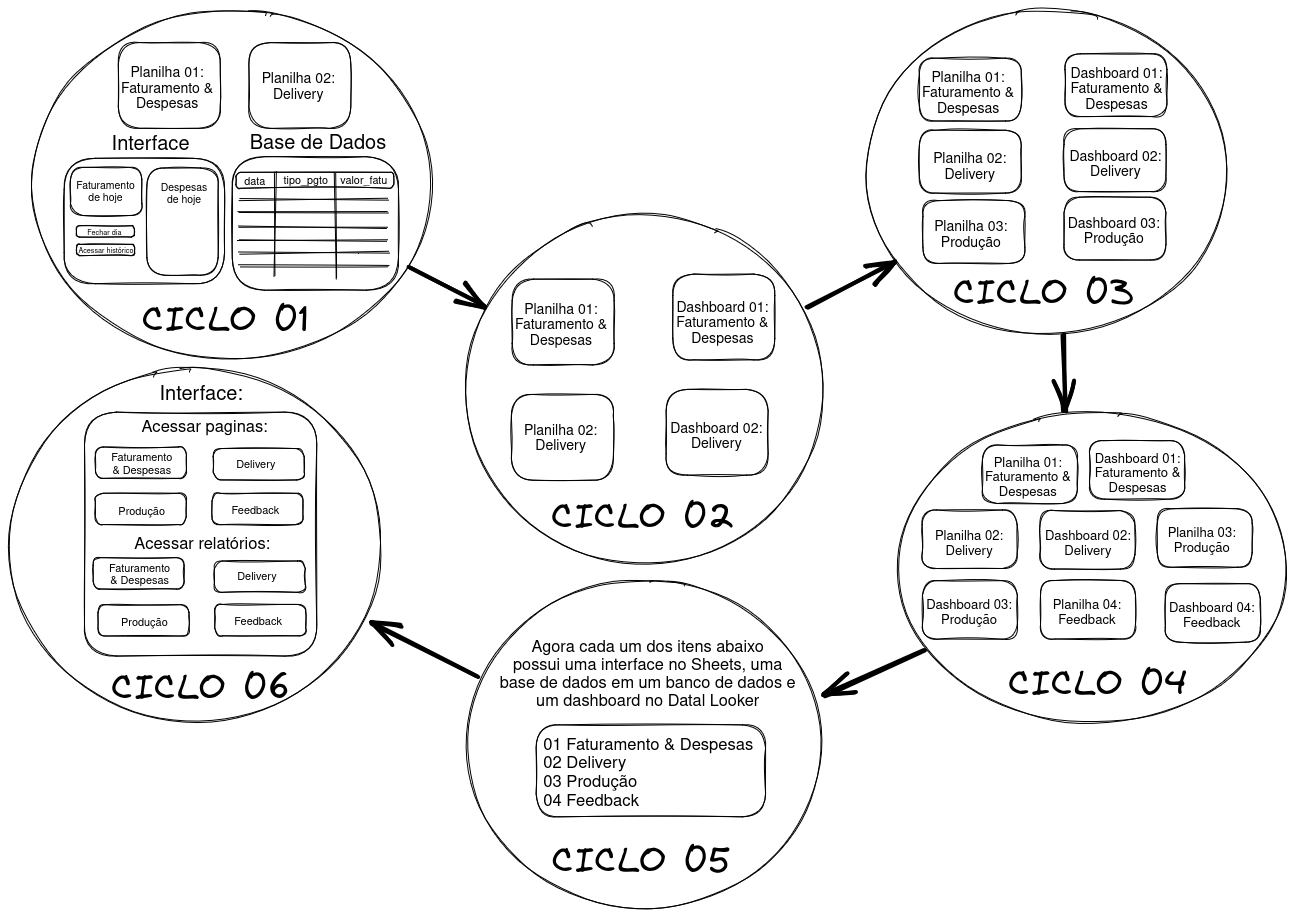 Planilha 01:
Faturamento &
Despesas
Planilha 02:
Delivery
Interface
Base de Dados
Faturamento
de hoje
Fechar dia
Acessar histórico
Despesas
de hoje
data tipo_pgto valor_fatu
CICLO 01
Planilha 01:
Faturamento &
Despesas
Dashboard 01:
Faturamento &
Despesas
Planilha 02:
Delivery
Dashboard 02:
Delivery
CICLO 02
Planilha 01:
Faturamento &
Despesas
Dashboard 01:
Faturamento &
Despesas
Planilha 02:
Delivery
Dashboard 02:
Delivery
Planilha 03:
Produção
Dashboard 03:
Produção
CICLO 03
Planilha 01:
Faturamento &
Despesas
Dashboard 01:
Faturamento &
Despesas
Planilha 02:
Delivery
Dashboard 02:
Delivery
Planilha 03:
Produção
Dashboard 03:
Produção
Planilha 04:
Feedback
Dashboard 04:
Feedback
CICLO 04
Agora cada um dos itens abaixo
possui uma interface no Sheets, uma
base de dados em um banco de dados e
um dashboard no Datal Looker
01 Faturamento & Despesas
02 Delivery
03 Produção
04 Feedback
CICLO 05
Interface:
Acessar paginas:
Faturamento
& Despesas
Delivery
Produção
Feedback
Acessar relatórios:
Faturamento
& Despesas
Delivery
Produção
Feedback
CICLO 06